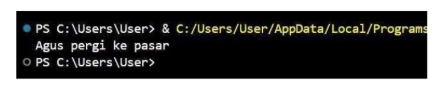 PS C:\Users\User> & C:/Users/User/AppData/Local/Programs
Agus pergi ke pasar
PS C:\Users\User>